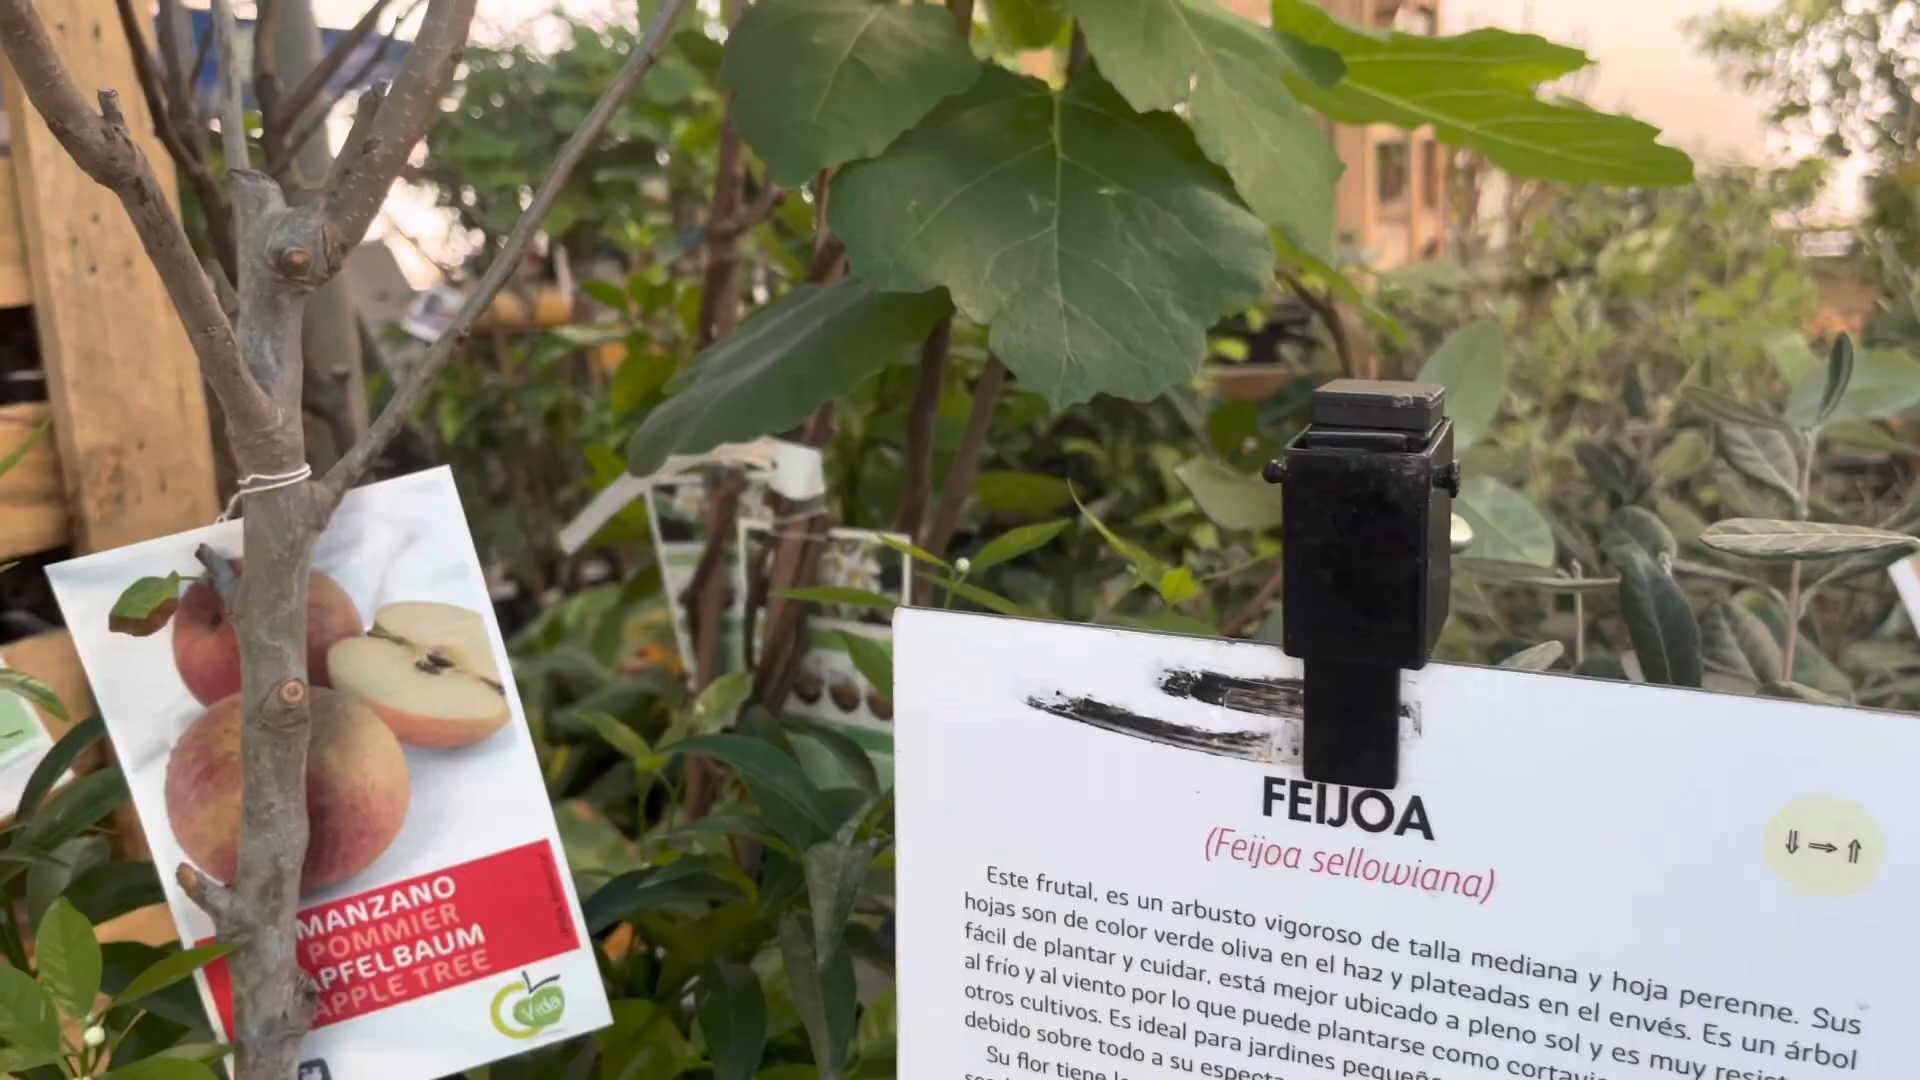 MANZANO
POMMIER
APFELBAUM
APPLE TREE
Vida
FEIJOA
(Feijoa sellowiana)
⇓⇒⇑
Este frutal, es un arbusto vigoroso de talla mediana y hoja perenne. Sus
hojas son de color verde oliva en el haz y plateadas en el envés. Es un árbol
fácil de plantar y cuidar, está mejor ubicado a pleno sol y es muy
al frío y al viento por lo que puede plantarse como
otros cultivos. Es ideal para jardines
debido sobre todo a su
Su flor tiene